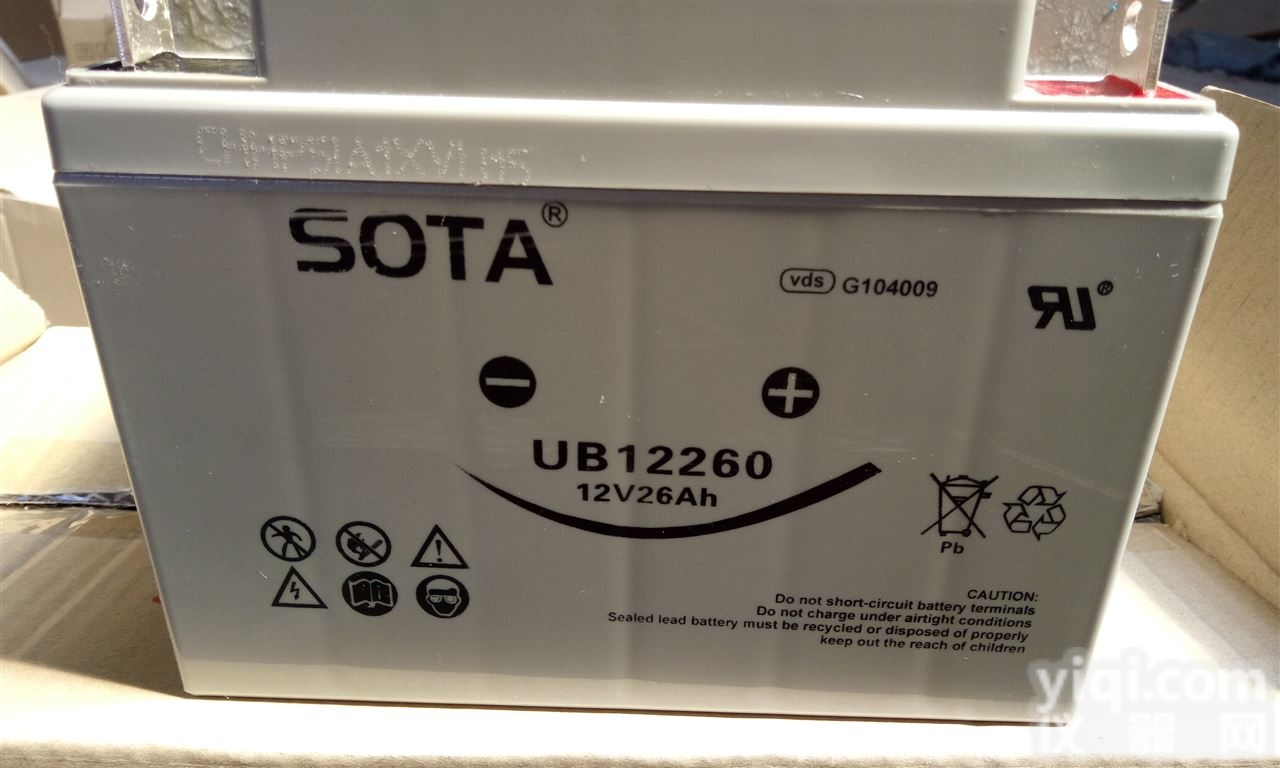 SOTA®
vds G104009
UB12260
12V26Ah
Pb
CAUTION:
Do not short-circuit battery terminals
Do not charge under airtight conditions
Sealed lead battery must be recycled or disposed of properly
keep out the reach of children
yiqi.com
仪器网